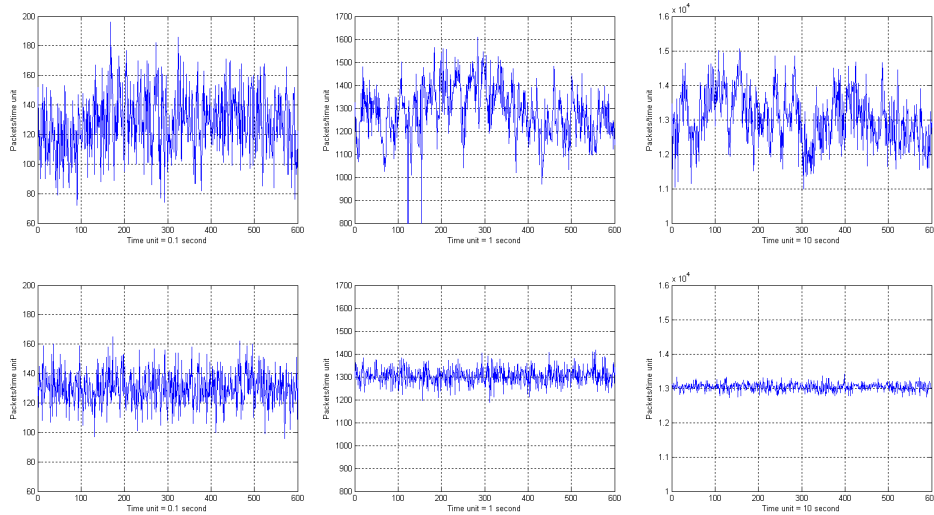 200
180
160
140
120
100
80
60
0 100 200 300 400 500 600
Packets/time unit
Time unit = 0.1 second
1700
1600
1500
1400
1300
1200
1100
1000
900
800
0 100 200 300 400 500 600
Packets/time unit
Time unit = 1 second
x 10⁴
1.6
1.5
1.4
1.3
1.2
1.1
1
0 100 200 300 400 500 600
Packets/time unit
Time unit = 10 second
200
180
160
140
120
100
80
60
0 100 200 300 400 500 600
Packets/time unit
Time unit = 0.1 second
1700
1600
1500
1400
1300
1200
1100
1000
900
800
0 100 200 300 400 500 600
Packets/time unit
Time unit = 1 second
x 10⁴
1.6
1.5
1.4
1.3
1.2
1.1
1
0 100 200 300 400 500 600
Packets/time unit
Time unit = 10 second